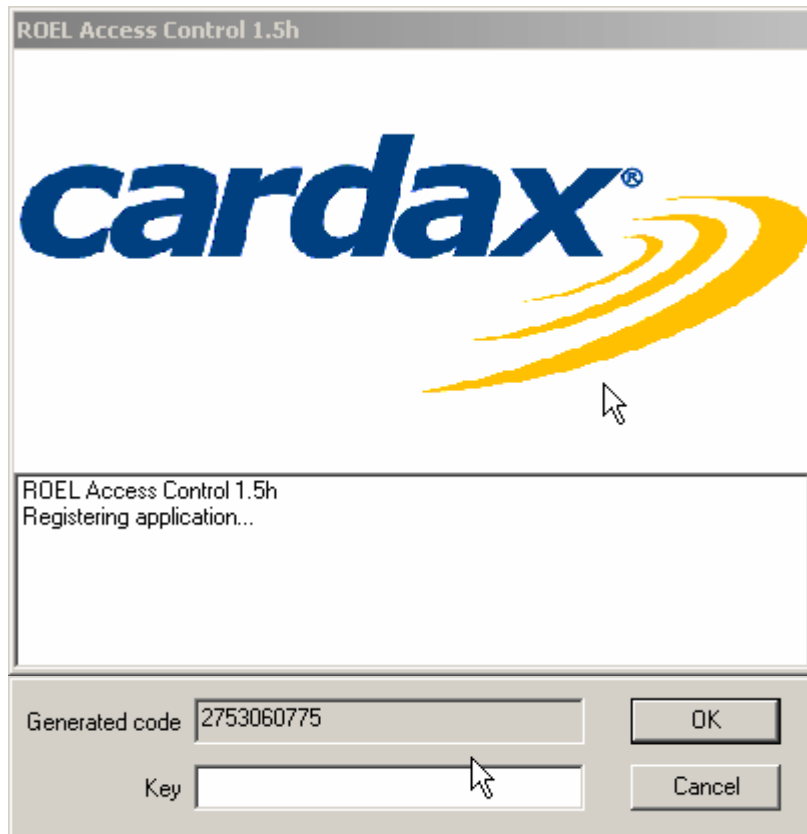 ROEL Access Control 1.5h
cardax®
ROEL Access Control 1.5h
Registering application...
Generated code 2753060775 OK
Key Cancel